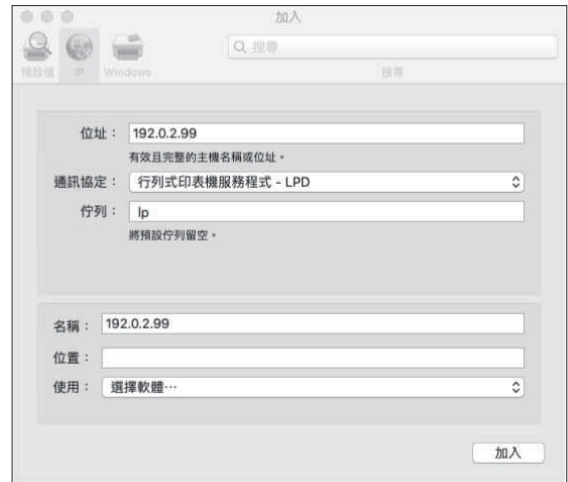 加入
搜尋
預設值 IP Windows 搜尋
位址： 192.0.2.99
有效且完整的主機名稱或位址。
通訊協定： 行列式印表機服務程式 - LPD
佇列： lp
將預設佇列留空。
名稱： 192.0.2.99
位置：
使用： 選擇軟體⋯
加入